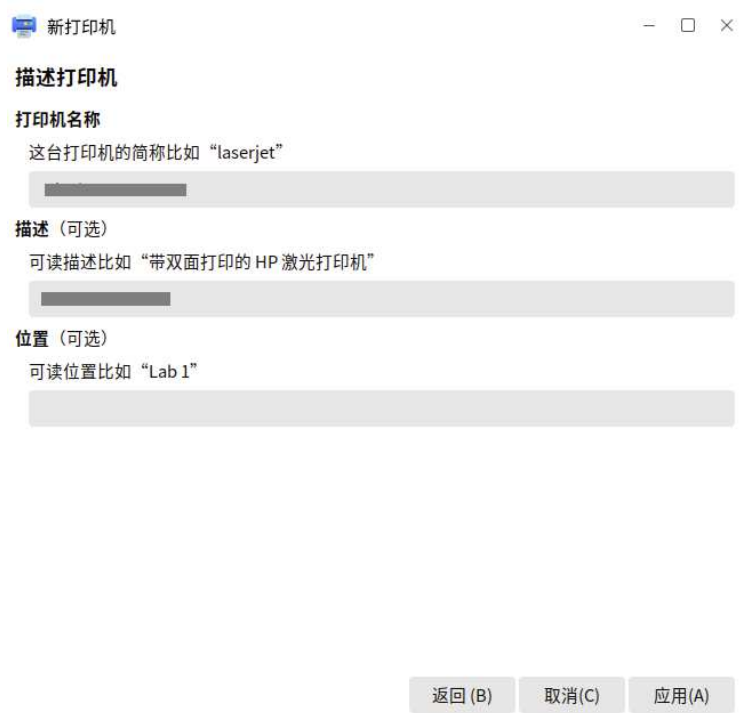 新打印机
描述打印机
打印机名称
这台打印机的简称比如“laserjet”
描述（可选）
可读描述比如“带双面打印的 HP 激光打印机”
位置（可选）
可读位置比如“Lab 1”
返回 (B) 取消(C) 应用(A)